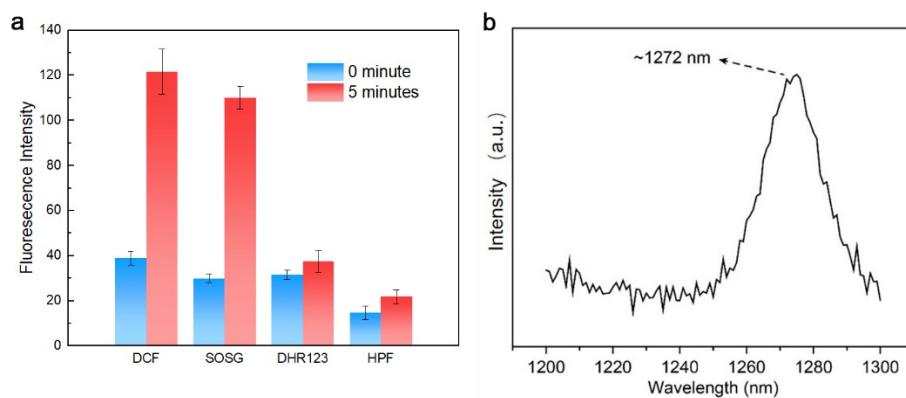 a
140
120
100
80
60
40
20
0
Fluoresecence Intensity
0 minute
5 minutes
DCF SOSG DHR123 HPF
b
~1272 nm
Intensity (a.u.)
1200 1220 1240 1260 1280 1300
Wavelength (nm)